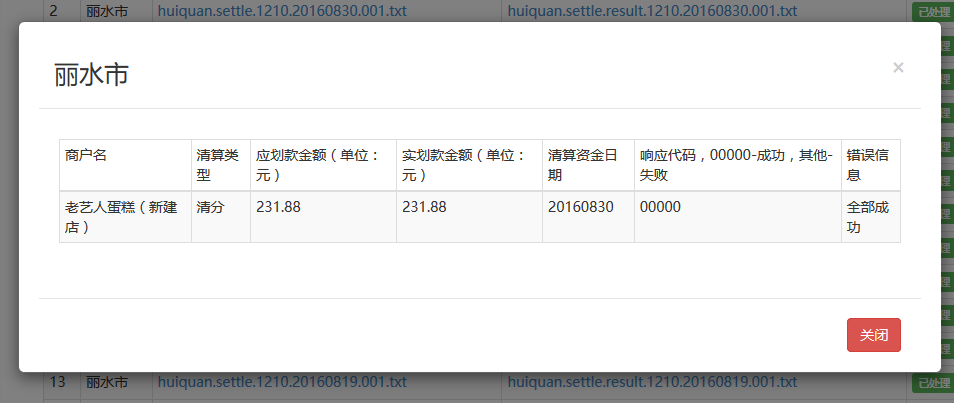 2 丽水市 huiquan.settle.1210.20160830.001.txt huiquan.settle.result.1210.20160830.001.txt 已处理
丽水市 ×
商户名 清算类型 应划款金额（单位：元） 实划款金额（单位：元） 清算资金日期 响应代码，00000-成功，其他-失败 错误信息
老艺人蛋糕（新建店） 清分 231.88 231.88 20160830 00000 全部成功
关闭
13 丽水市 huiquan.settle.1210.20160819.001.txt huiquan.settle.result.1210.20160819.001.txt 已处理